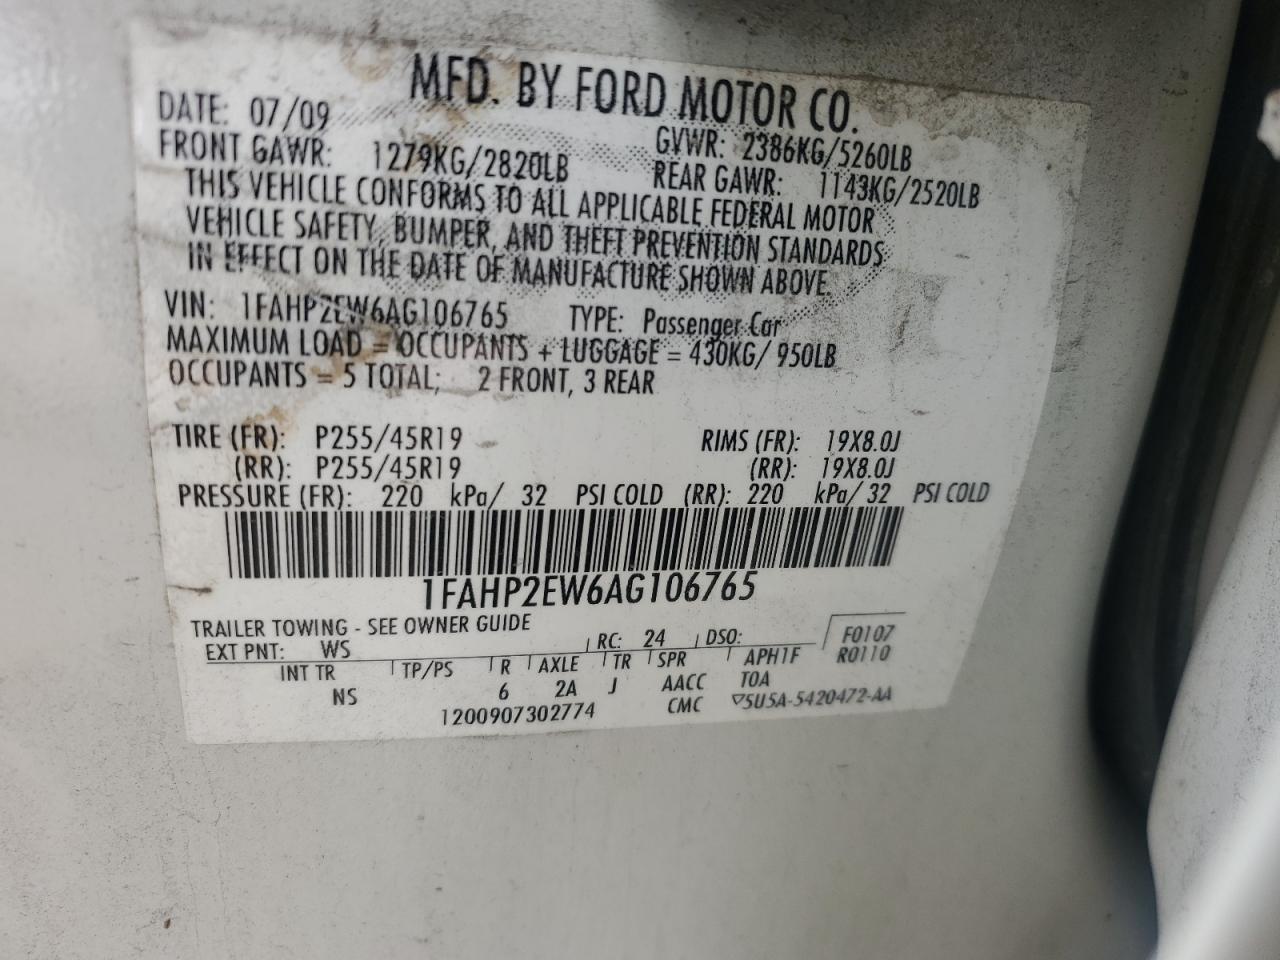 MFD. BY FORD MOTOR CO.
DATE: 07/09
GVWR: 2386KG/5260LB
FRONT GAWR: 1279KG/2820LB
REAR GAWR: 1143KG/2520LB
THIS VEHICLE CONFORMS TO ALL APPLICABLE FEDERAL MOTOR
VEHICLE SAFETY, BUMPER, AND THEFT PREVENTION STANDARDS
IN EFFECT ON THE DATE OF MANUFACTURE SHOWN ABOVE.
VIN: 1FAHP2EW6AG106765 TYPE: Passenger Car
MAXIMUM LOAD = OCCUPANTS + LUGGAGE = 430KG/ 950LB
OCCUPANTS = 5 TOTAL; 2 FRONT, 3 REAR
TIRE (FR): P255/45R19 RIMS (FR): 19X8.0J
(RR): P255/45R19 (RR): 19X8.0J
PRESSURE (FR): 220 kPa/ 32 PSI COLD (RR): 220 kPa/ 32 PSI COLD
1FAHP2EW6AG106765
TRAILER TOWING - SEE OWNER GUIDE
EXT PNT: WS RC: 24 DSO: F0107
INT TR TP/PS R AXLE TR SPR APH1F R0110
NS 6 2A J AACC TOA
1200907302774 CMC ▽5U5A-5420472-AA